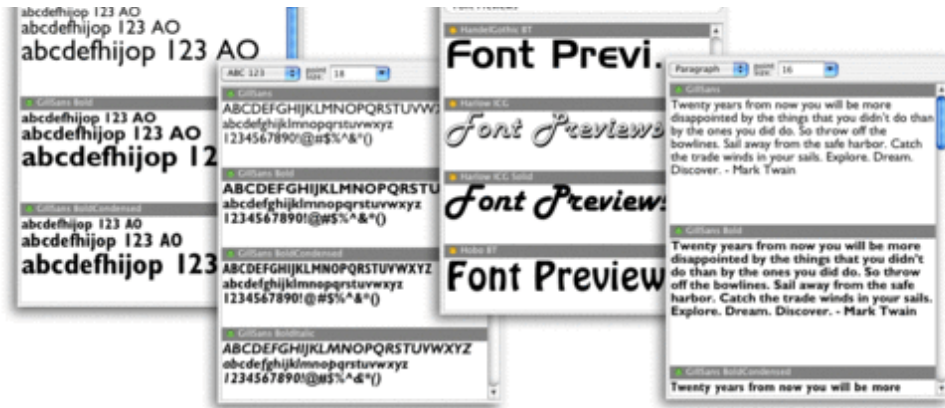 abcdefhijop 123 AO
abcdefhijop 123 AO
abcdefhijop 123 AO
GillSans Bold
abcdefhijop 123 AO
abcdefhijop 123 AO
abcdefhijop 12
GillSans BoldCondensed
abcdefhijop 123 AO
abcdefhijop 123 AO
abcdefhijop 123
ABC 123
point size:
18
GillSans
ABCDEFGHIJKLMNOPQRSTUVWX
abcdefghijklmnopqrstuvwxyz
1234567890!@#$%^&*()
GillSans Bold
ABCDEFGHIJKLMNOPQRSTU
abcdefghijklmnopqrstuvwxyz
1234567890!@#$%^&*()
GillSans BoldCondensed
ABCDEFGHIJKLMNOPQRSTUVWXYZ
abcdefghijklmnopqrstuvwxyz
1234567890!@#$%^&*()
GillSans BoldItalic
ABCDEFGHIJKLMNOPQRSTUVWXYZ
abcdefghijklmnopqrstuvwxyz
1234567890!@#$%^&*()
Font Previews
HandelGothic BT
Font Previ...
Harlow ICG
Font Previews
Harlow ICG Solid
Font Previews
Hobo BT
Font Preview
Paragraph
point size:
16
GillSans
Twenty years from now you will be more
disappointed by the things that you didn't do than
by the ones you did do. So throw off the
bowlines. Sail away from the safe harbor. Catch
the trade winds in your sails. Explore. Dream.
Discover. - Mark Twain
GillSans Bold
Twenty years from now you will be more
disappointed by the things that you didn't
do than by the ones you did do. So throw
off the bowlines. Sail away from the safe
harbor. Catch the trade winds in your sails.
Explore. Dream. Discover. - Mark Twain
GillSans BoldCondensed
Twenty years from now you will be more